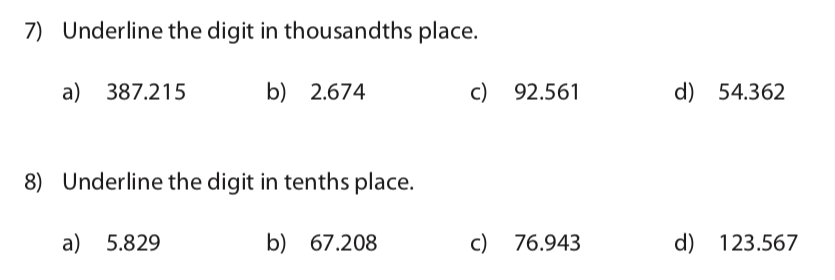 7) Underline the digit in thousandths place.
a) 387.215 b) 2.674 c) 92.561 d) 54.362
8) Underline the digit in tenths place.
a) 5.829 b) 67.208 c) 76.943 d) 123.567